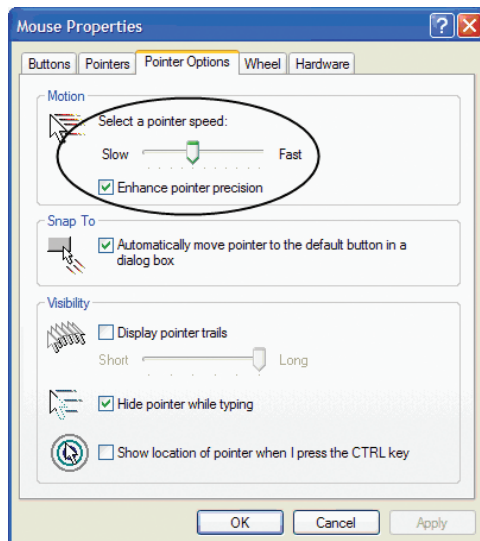 Mouse Properties
Buttons Pointers Pointer Options Wheel Hardware
Motion
Select a pointer speed:
Slow Fast
Enhance pointer precision
Snap To
Automatically move pointer to the default button in a
dialog box
Visibility
Display pointer trails
Short Long
Hide pointer while typing
Show location of pointer when I press the CTRL key
OK Cancel Apply